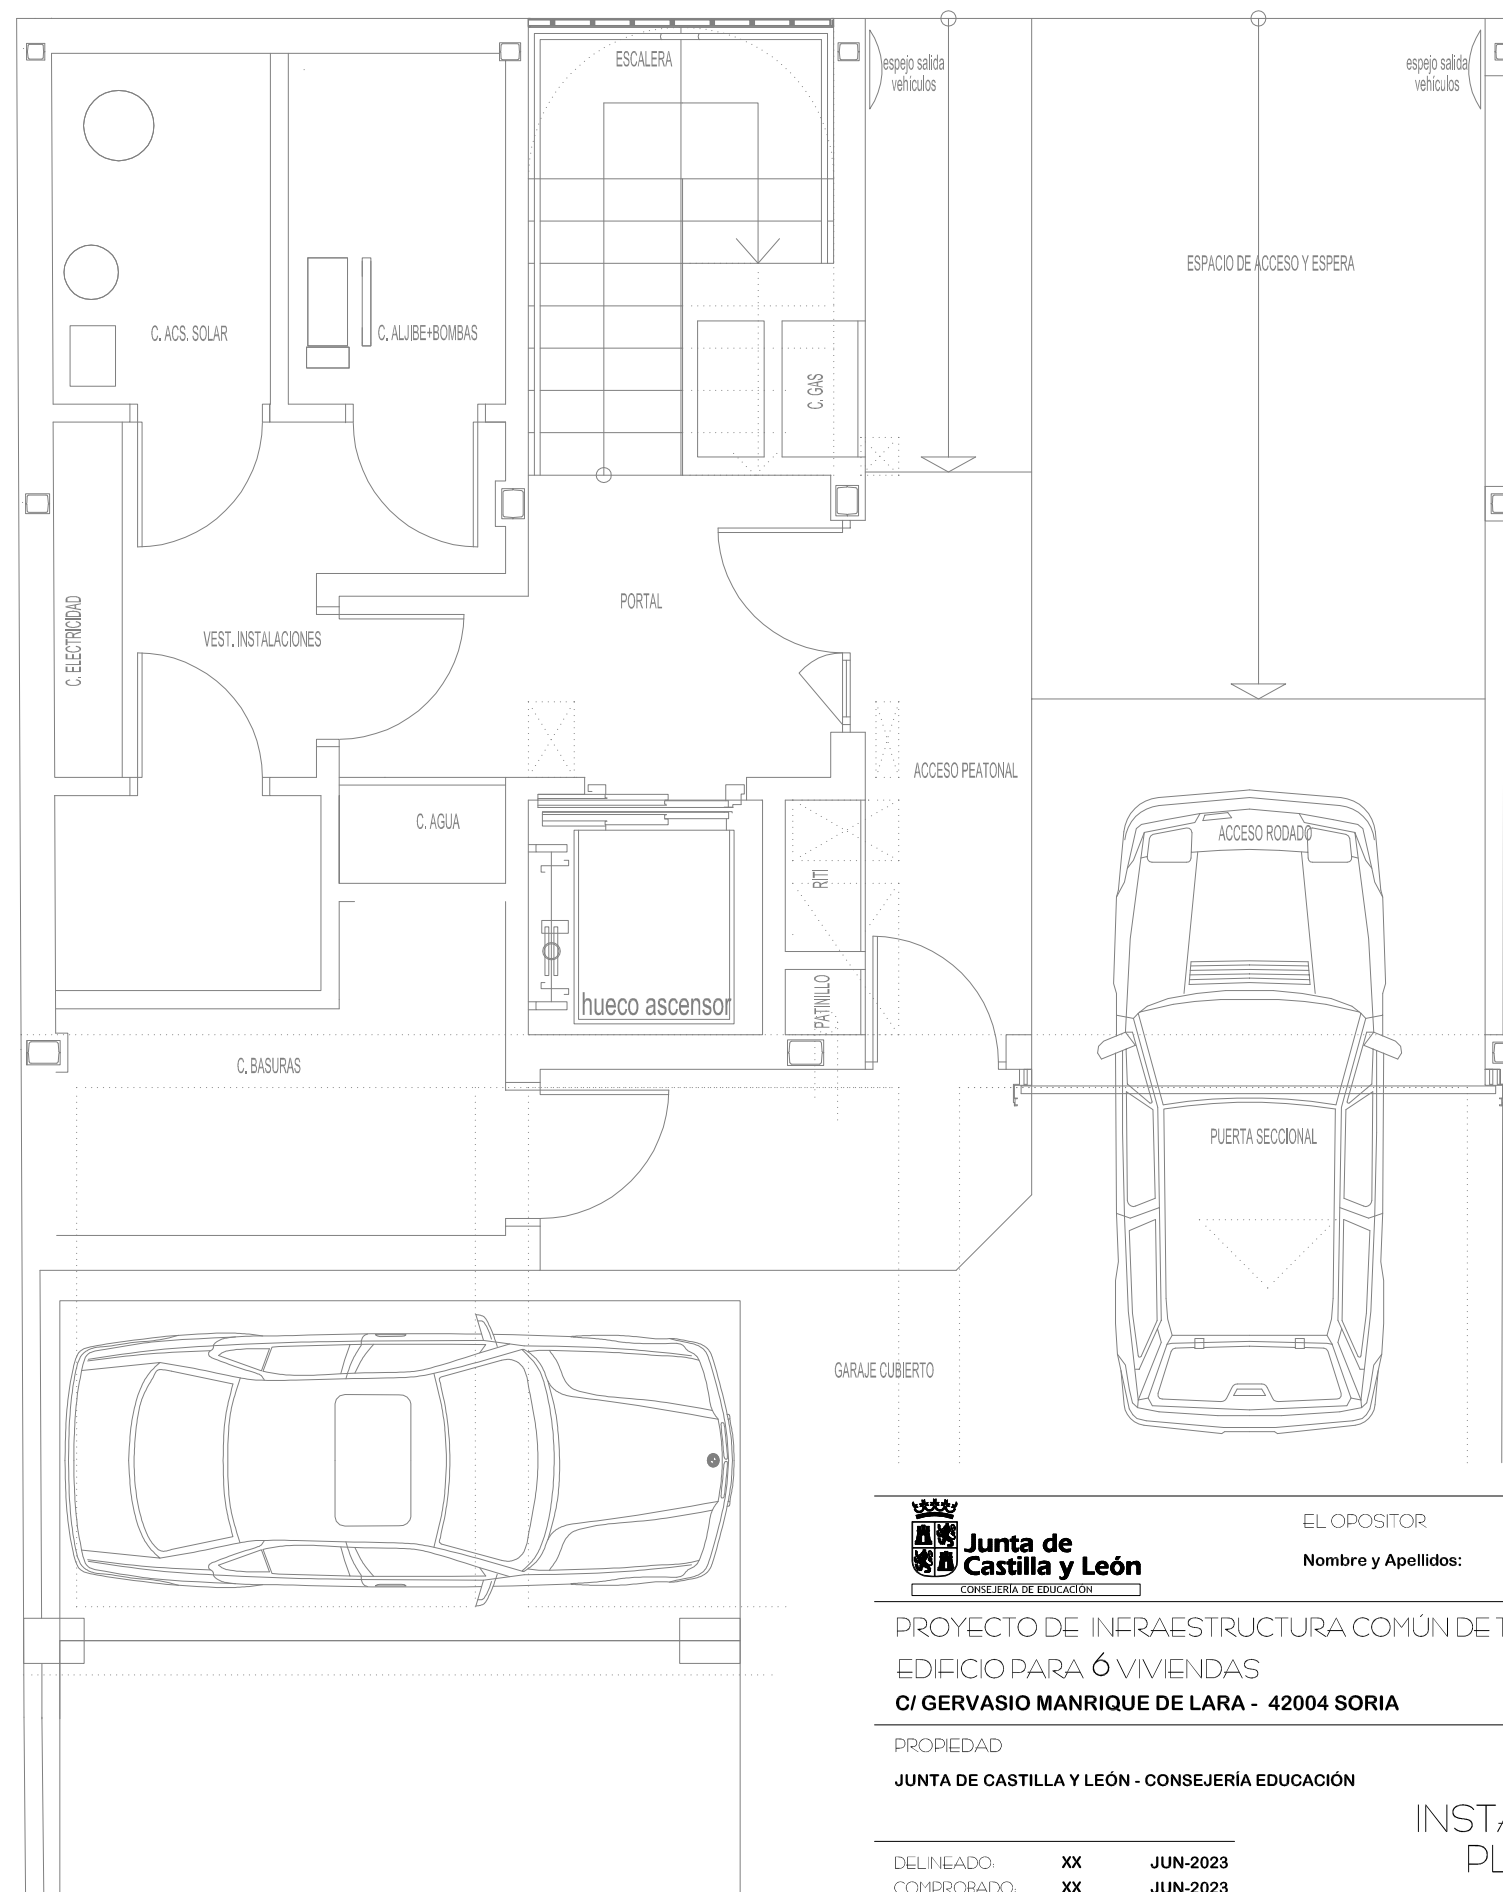 ESCALERA
espejo salida
vehículos
espejo salida
vehículos
ESPACIO DE ACCESO Y ESPERA
C. ACS. SOLAR
C. ALJIBE+BOMBAS
C. GAS
C. ELECTRICIDAD
VEST. INSTALACIONES
PORTAL
ACCESO PEATONAL
C. AGUA
ACCESO RODADO
RITI
PATINILLO
hueco ascensor
C. BASURAS
PUERTA SECCIONAL
GARAJE CUBIERTO
Junta de
Castilla y León
CONSEJERÍA DE EDUCACIÓN
EL OPOSITOR
Nombre y Apellidos:
PROYECTO DE INFRAESTRUCTURA COMÚN DE T
EDIFICIO PARA 6 VIVIENDAS
C/ GERVASIO MANRIQUE DE LARA - 42004 SORIA
PROPIEDAD
JUNTA DE CASTILLA Y LEÓN - CONSEJERÍA EDUCACIÓN
INSTA
PL
DELINEADO: XX JUN-2023
COMPROBADO: XX JUN-2023